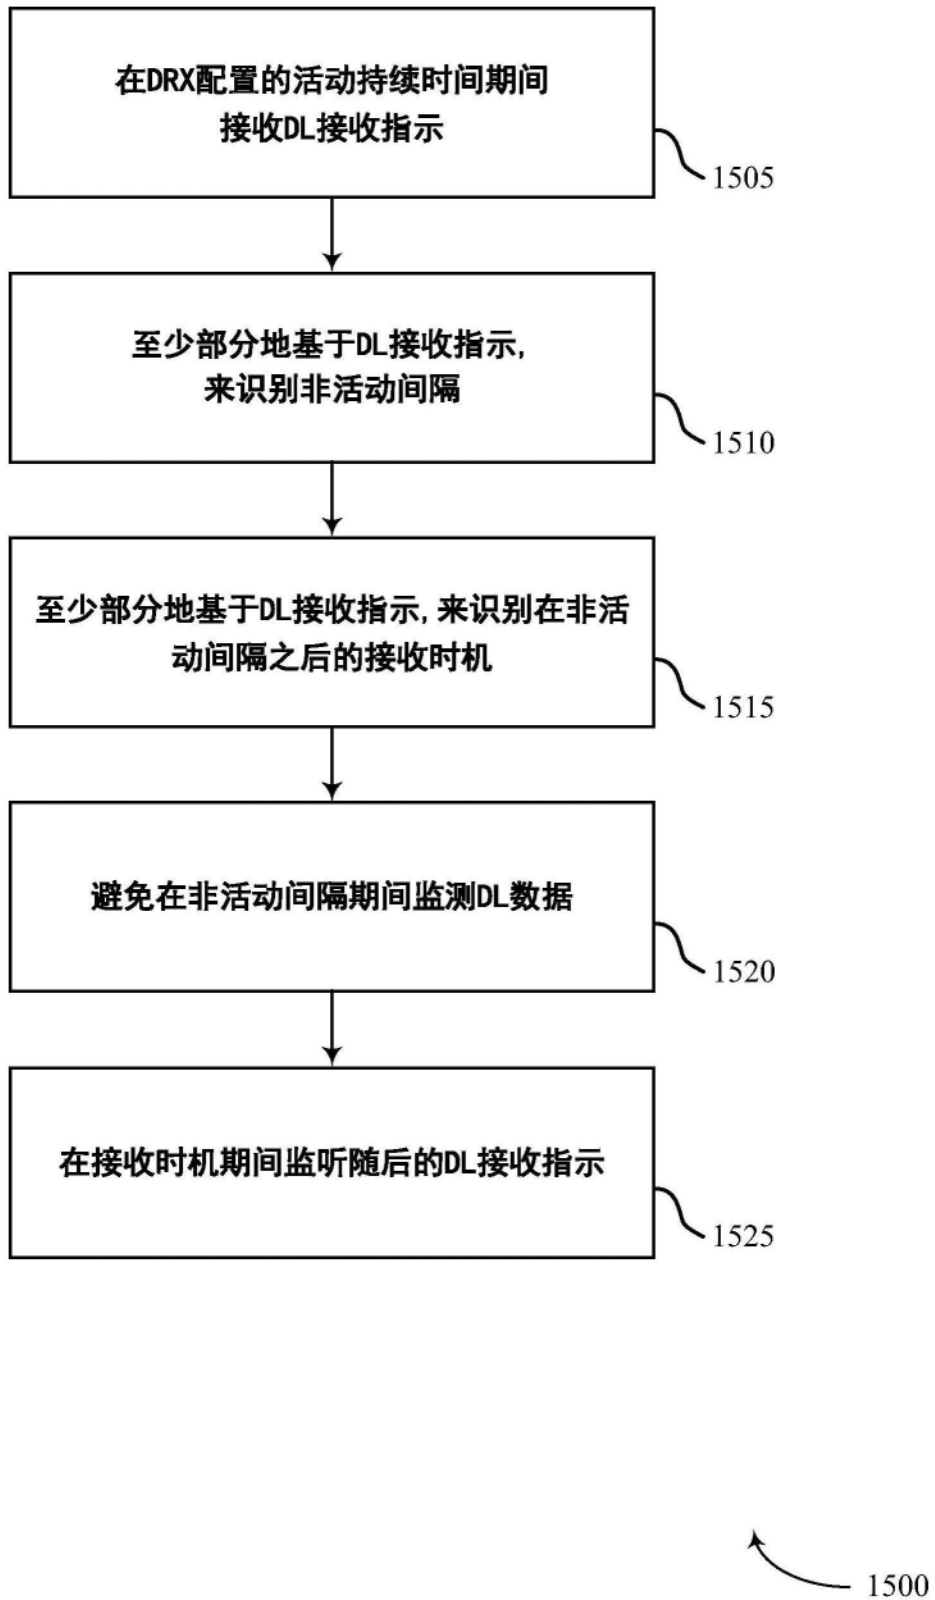 在DRX配置的活动持续时间期间
接收DL接收指示
1505
至少部分地基于DL接收指示,
来识别非活动间隔
1510
至少部分地基于DL接收指示,来识别在非活
动间隔之后的接收时机
1515
避免在非活动间隔期间监测DL数据
1520
在接收时机期间监听随后的DL接收指示
1525
1500